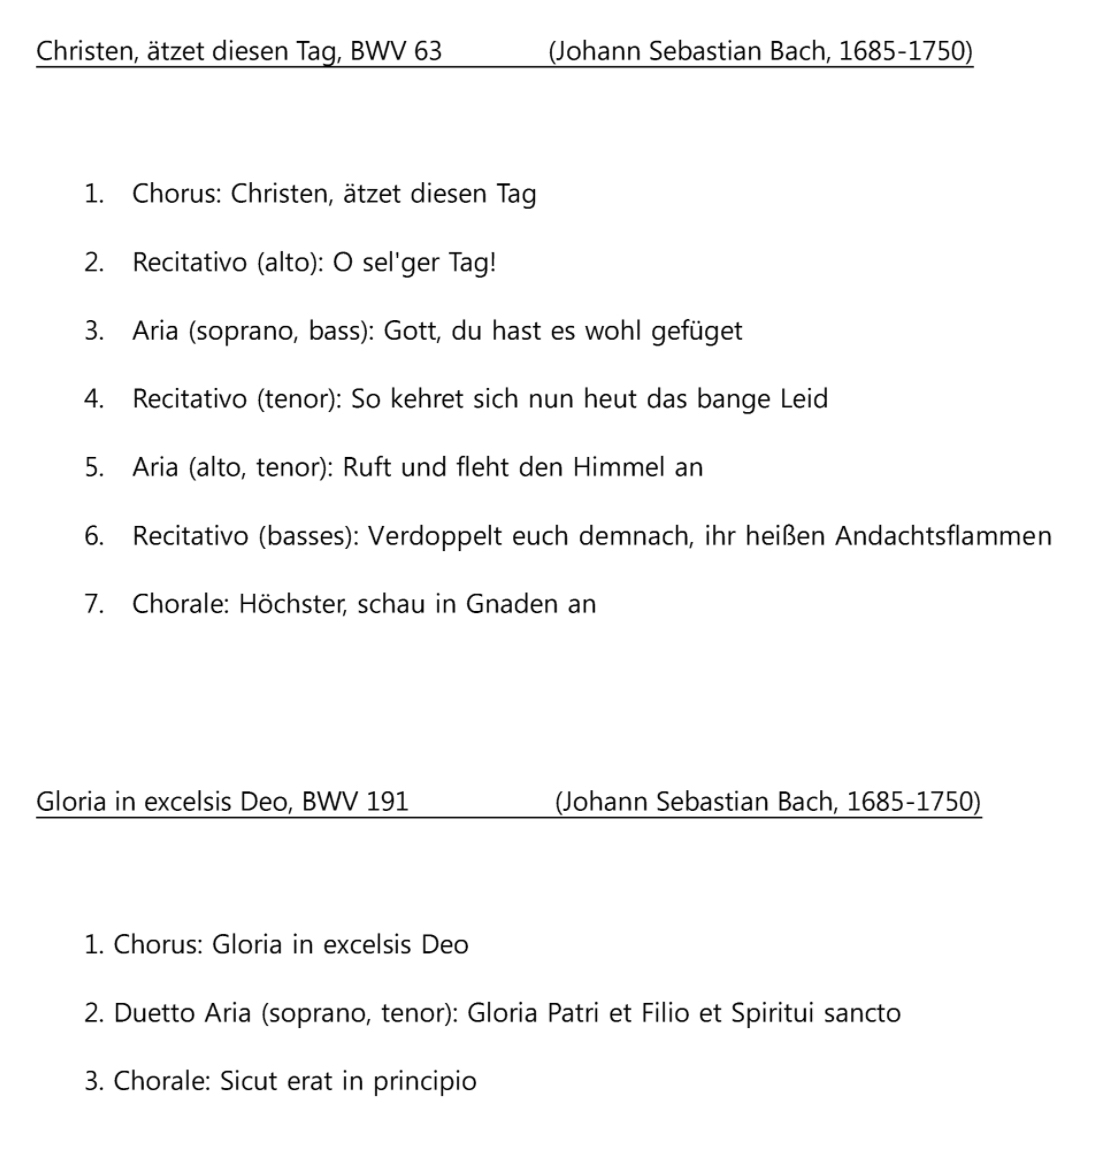 Christen, ätzet diesen Tag, BWV 63 (Johann Sebastian Bach, 1685-1750)
1. Chorus: Christen, ätzet diesen Tag
2. Recitativo (alto): O sel'ger Tag!
3. Aria (soprano, bass): Gott, du hast es wohl gefüget
4. Recitativo (tenor): So kehret sich nun heut das bange Leid
5. Aria (alto, tenor): Ruft und fleht den Himmel an
6. Recitativo (basses): Verdoppelt euch demnach, ihr heißen Andachtsflammen
7. Chorale: Höchster, schau in Gnaden an
Gloria in excelsis Deo, BWV 191 (Johann Sebastian Bach, 1685-1750)
1. Chorus: Gloria in excelsis Deo
2. Duetto Aria (soprano, tenor): Gloria Patri et Filio et Spiritui sancto
3. Chorale: Sicut erat in principio